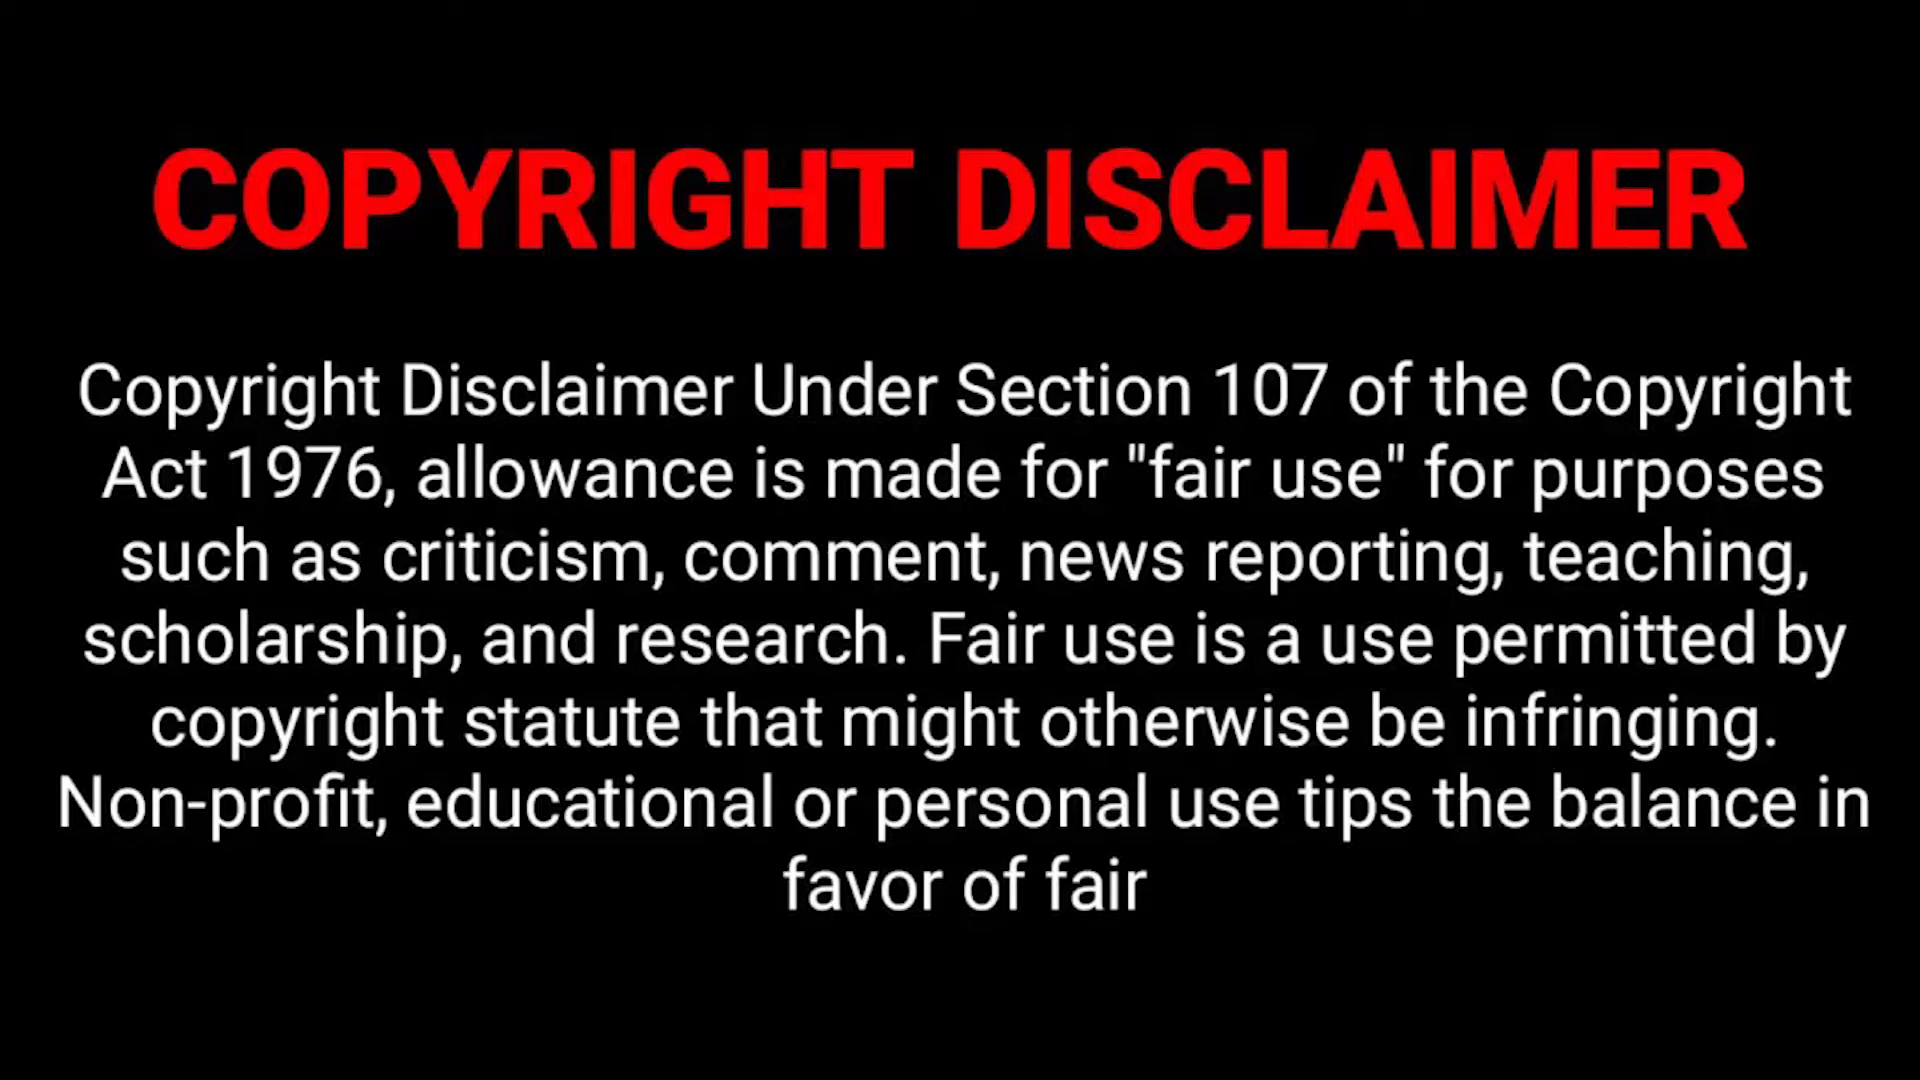 COPYRIGHT DISCLAIMER
Copyright Disclaimer Under Section 107 of the Copyright
Act 1976, allowance is made for "fair use" for purposes
such as criticism, comment, news reporting, teaching,
scholarship, and research. Fair use is a use permitted by
copyright statute that might otherwise be infringing.
Non-profit, educational or personal use tips the balance in
favor of fair